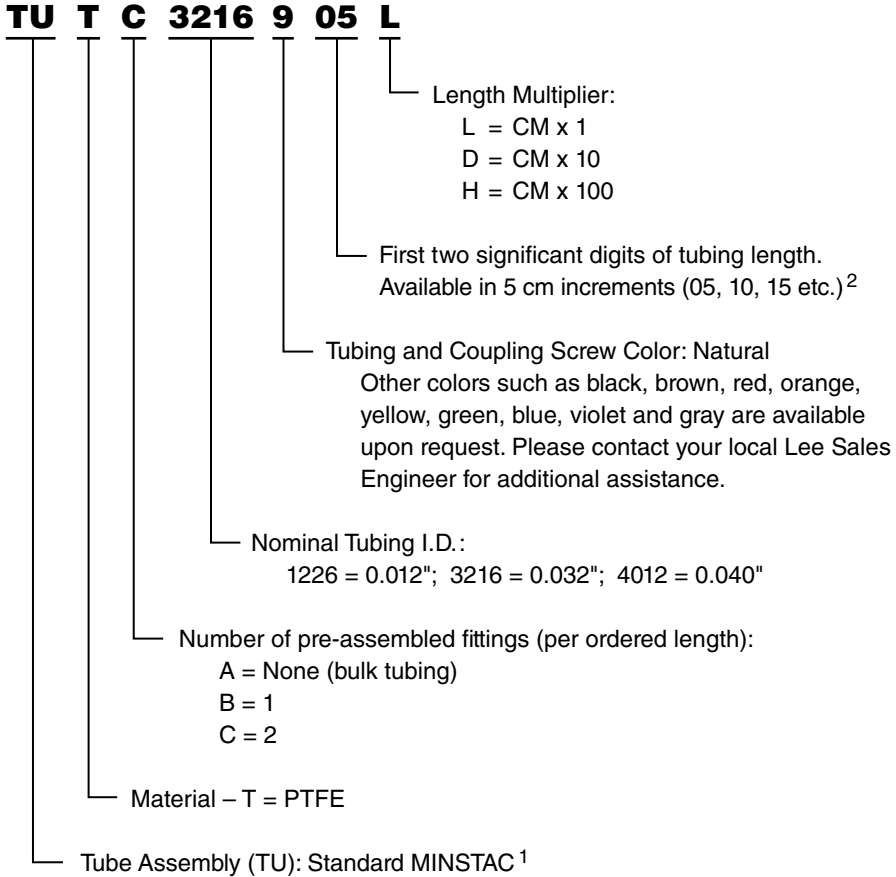 TU T C 3216 9 05 L
Length Multiplier:
L = CM x 1
D = CM x 10
H = CM x 100
First two significant digits of tubing length.
Available in 5 cm increments (05, 10, 15 etc.)2
Tubing and Coupling Screw Color: Natural
Other colors such as black, brown, red, orange,
yellow, green, blue, violet and gray are available
upon request. Please contact your local Lee Sales
Engineer for additional assistance.
Nominal Tubing I.D.:
1226 = 0.012"; 3216 = 0.032"; 4012 = 0.040"
Number of pre-assembled fittings (per ordered length):
A = None (bulk tubing)
B = 1
C = 2
Material – T = PTFE
Tube Assembly (TU): Standard MINSTAC1